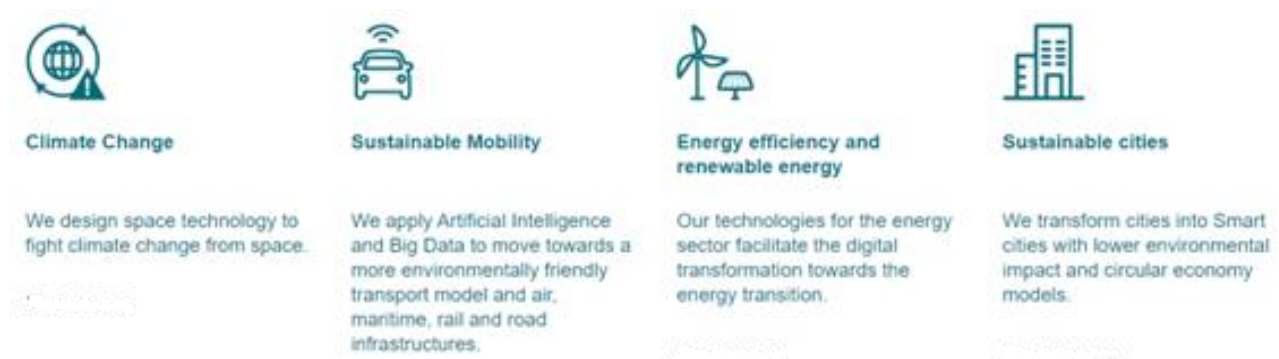 Climate Change
We design space technology to
fight climate change from space.
Sustainable Mobility
We apply Artificial Intelligence
and Big Data to move towards a
more environmentally friendly
transport model and air,
maritime, rail and road
infrastructures.
Energy efficiency and
renewable energy
Our technologies for the energy
sector facilitate the digital
transformation towards the
energy transition.
Sustainable cities
We transform cities into Smart
cities with lower environmental
impact and circular economy
models.